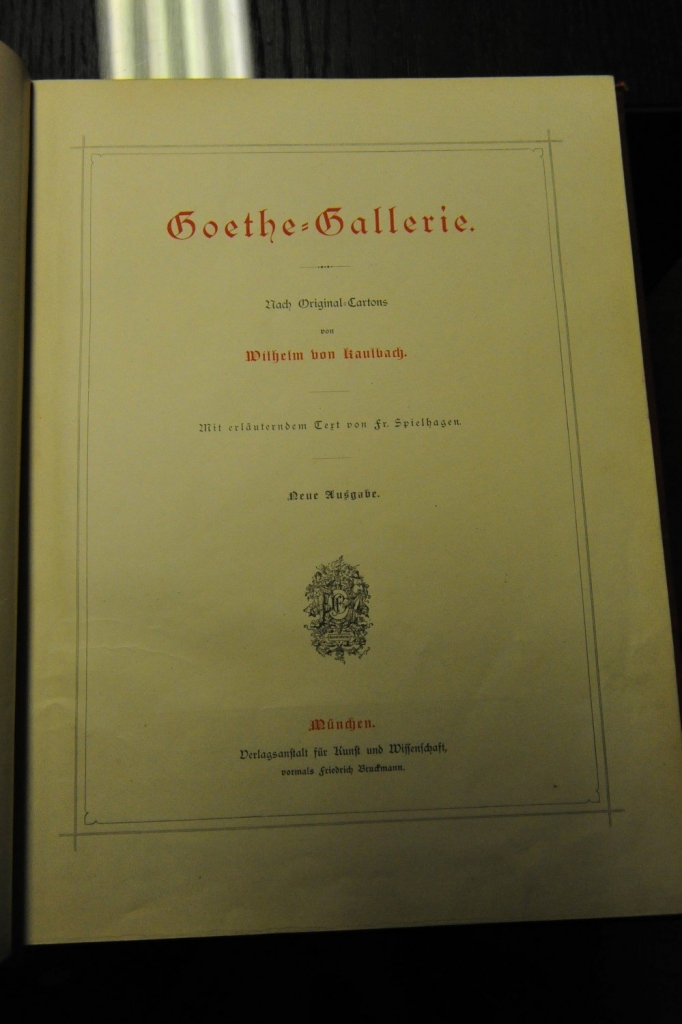 Goethe=Gallerie.
Nach Original=Cartons
von
Wilhelm von Kaulbach.
Mit erläuterndem Text von Fr. Spielhagen.
Neue Ausgabe.
München.
Verlagsanstalt für Kunst und Wissenschaft,
vormals Friedrich Bruckmann.